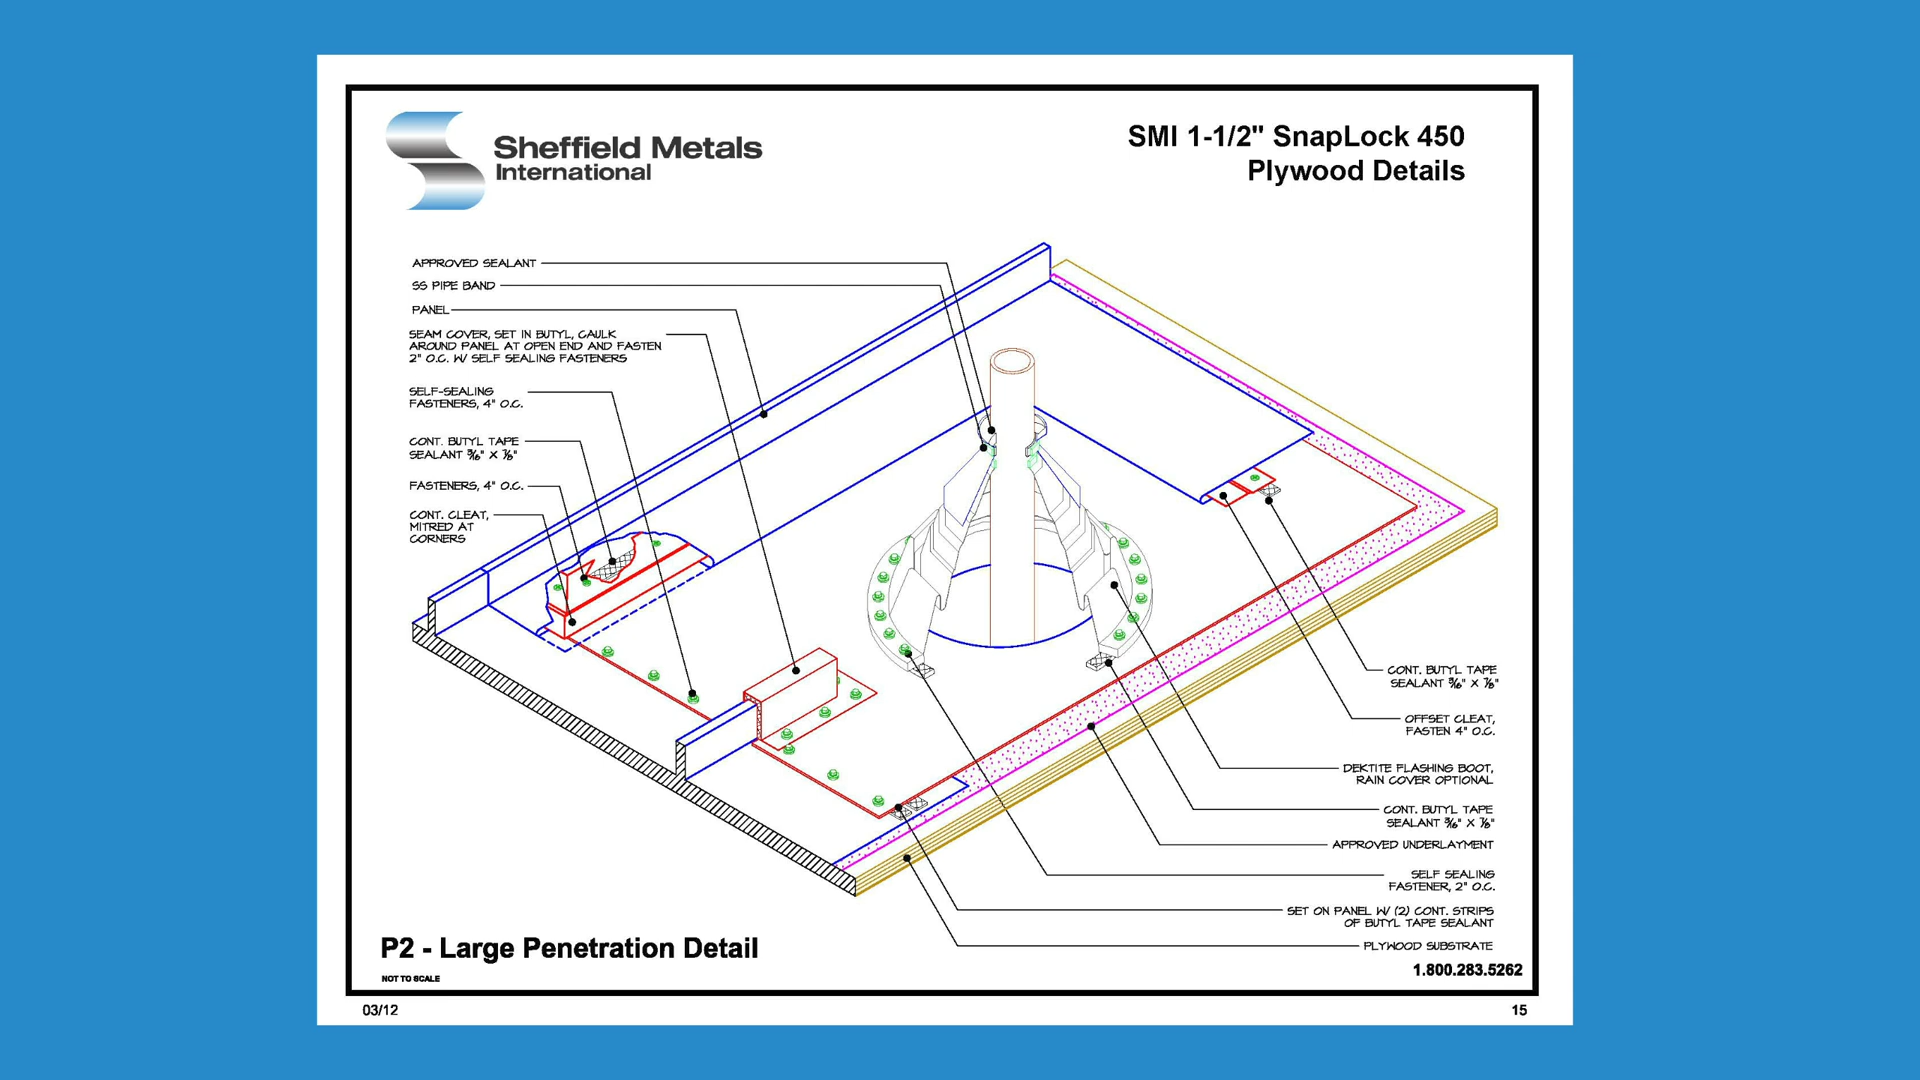 Sheffield Metals
International
SMI 1-1/2" SnapLock 450
Plywood Details
APPROVED SEALANT
SS PIPE BAND
PANEL
SEAM COVER, SET IN BUTYL, CAULK
AROUND PANEL AT OPEN END AND FASTEN
2" O.C. W/ SELF SEALING FASTENERS
SELF-SEALING
FASTENERS, 4" O.C.
CONT. BUTYL TAPE
SEALANT 3/16" X 7/8"
FASTENERS, 4" O.C.
CONT. CLEAT,
MITRED AT
CORNERS
CONT. BUTYL TAPE
SEALANT 3/16" X 7/8"
OFFSET CLEAT,
FASTEN 4" O.C.
DEKTITE FLASHING BOOT,
RAIN COVER OPTIONAL
CONT. BUTYL TAPE
SEALANT 3/16" X 7/8"
APPROVED UNDERLAYMENT
SELF SEALING
FASTENER, 2" O.C.
SET ON PANEL W/ (2) CONT. STRIPS
OF BUTYL TAPE SEALANT
PLYWOOD SUBSTRATE
P2 - Large Penetration Detail
NOT TO SCALE
1.800.283.5262
03/12
15